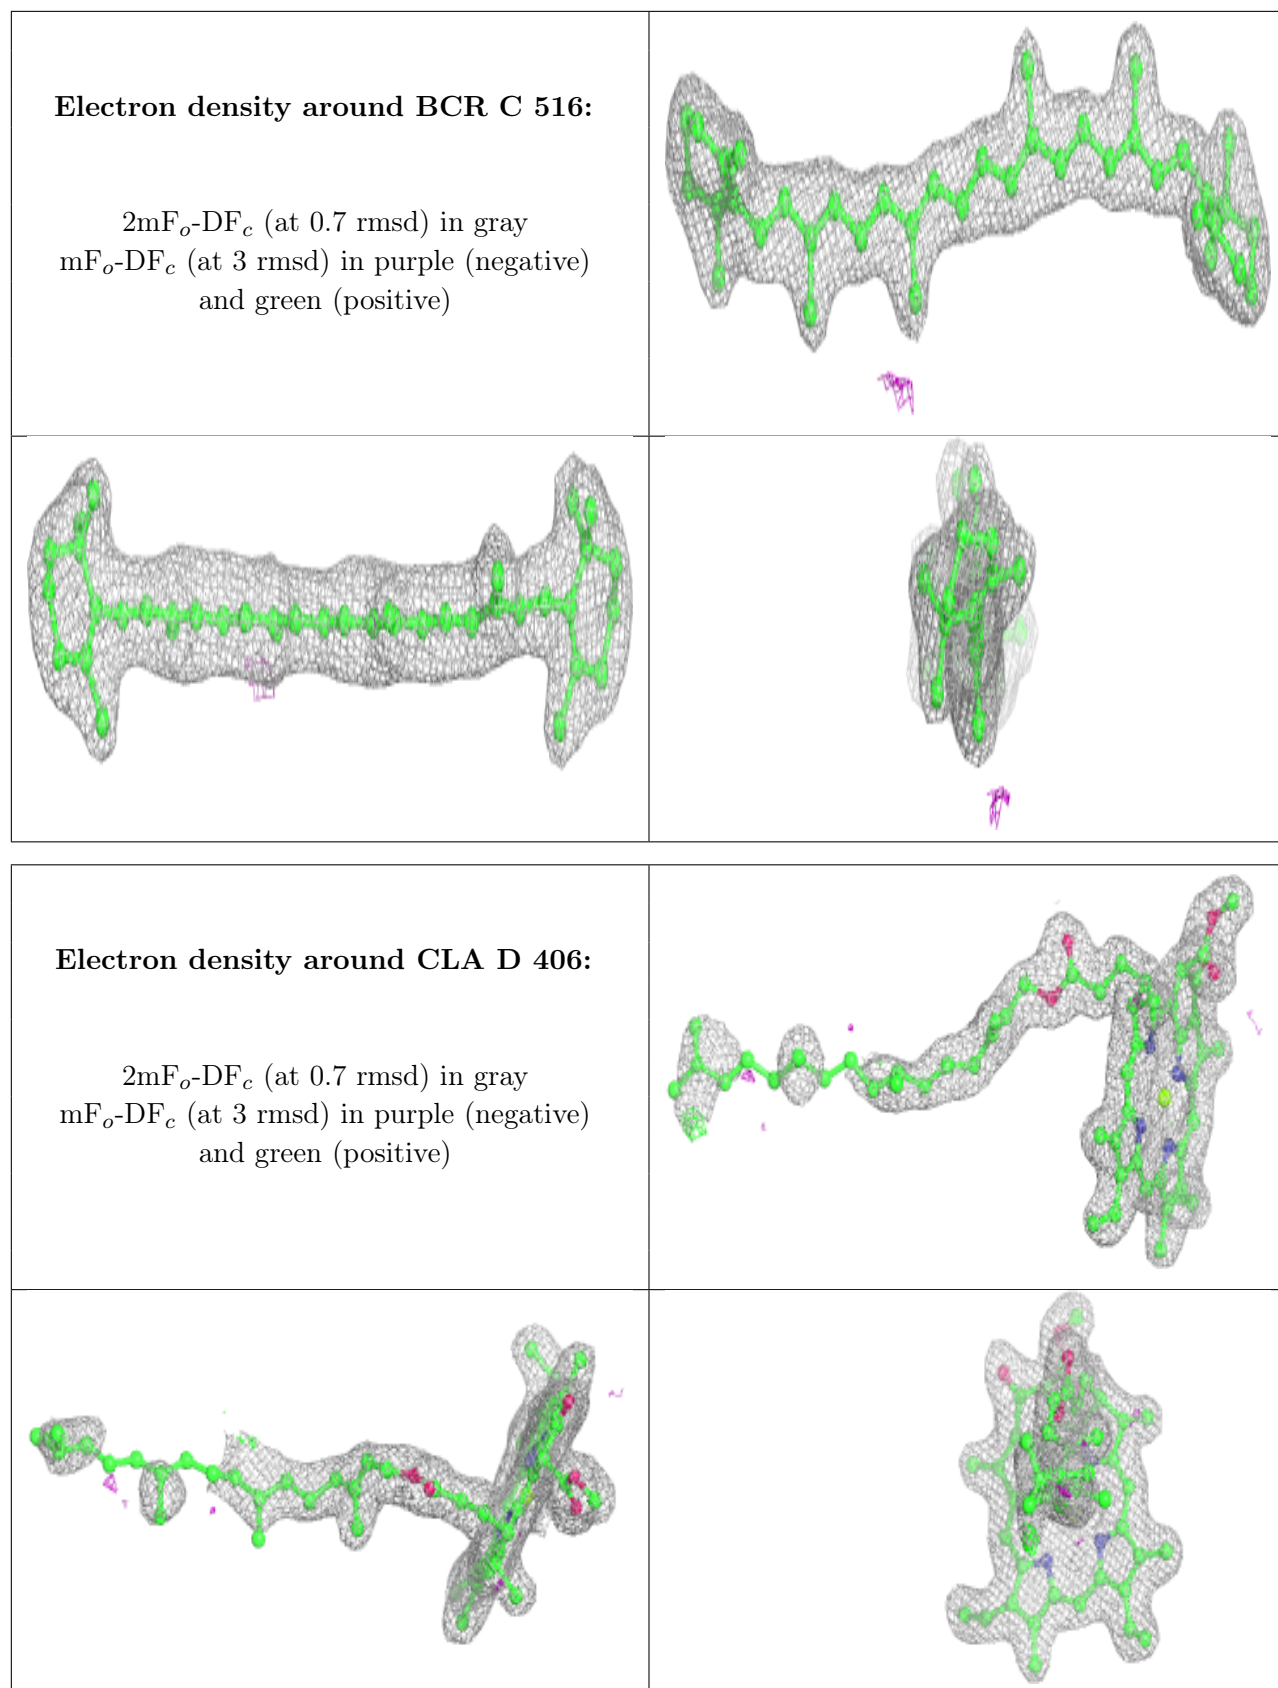 Electron density around BCR C 516:
2mFₒ-DF𝒸 (at 0.7 rmsd) in gray
mFₒ-DF𝒸 (at 3 rmsd) in purple (negative)
and green (positive)
Electron density around CLA D 406:
2mFₒ-DF𝒸 (at 0.7 rmsd) in gray
mFₒ-DF𝒸 (at 3 rmsd) in purple (negative)
and green (positive)